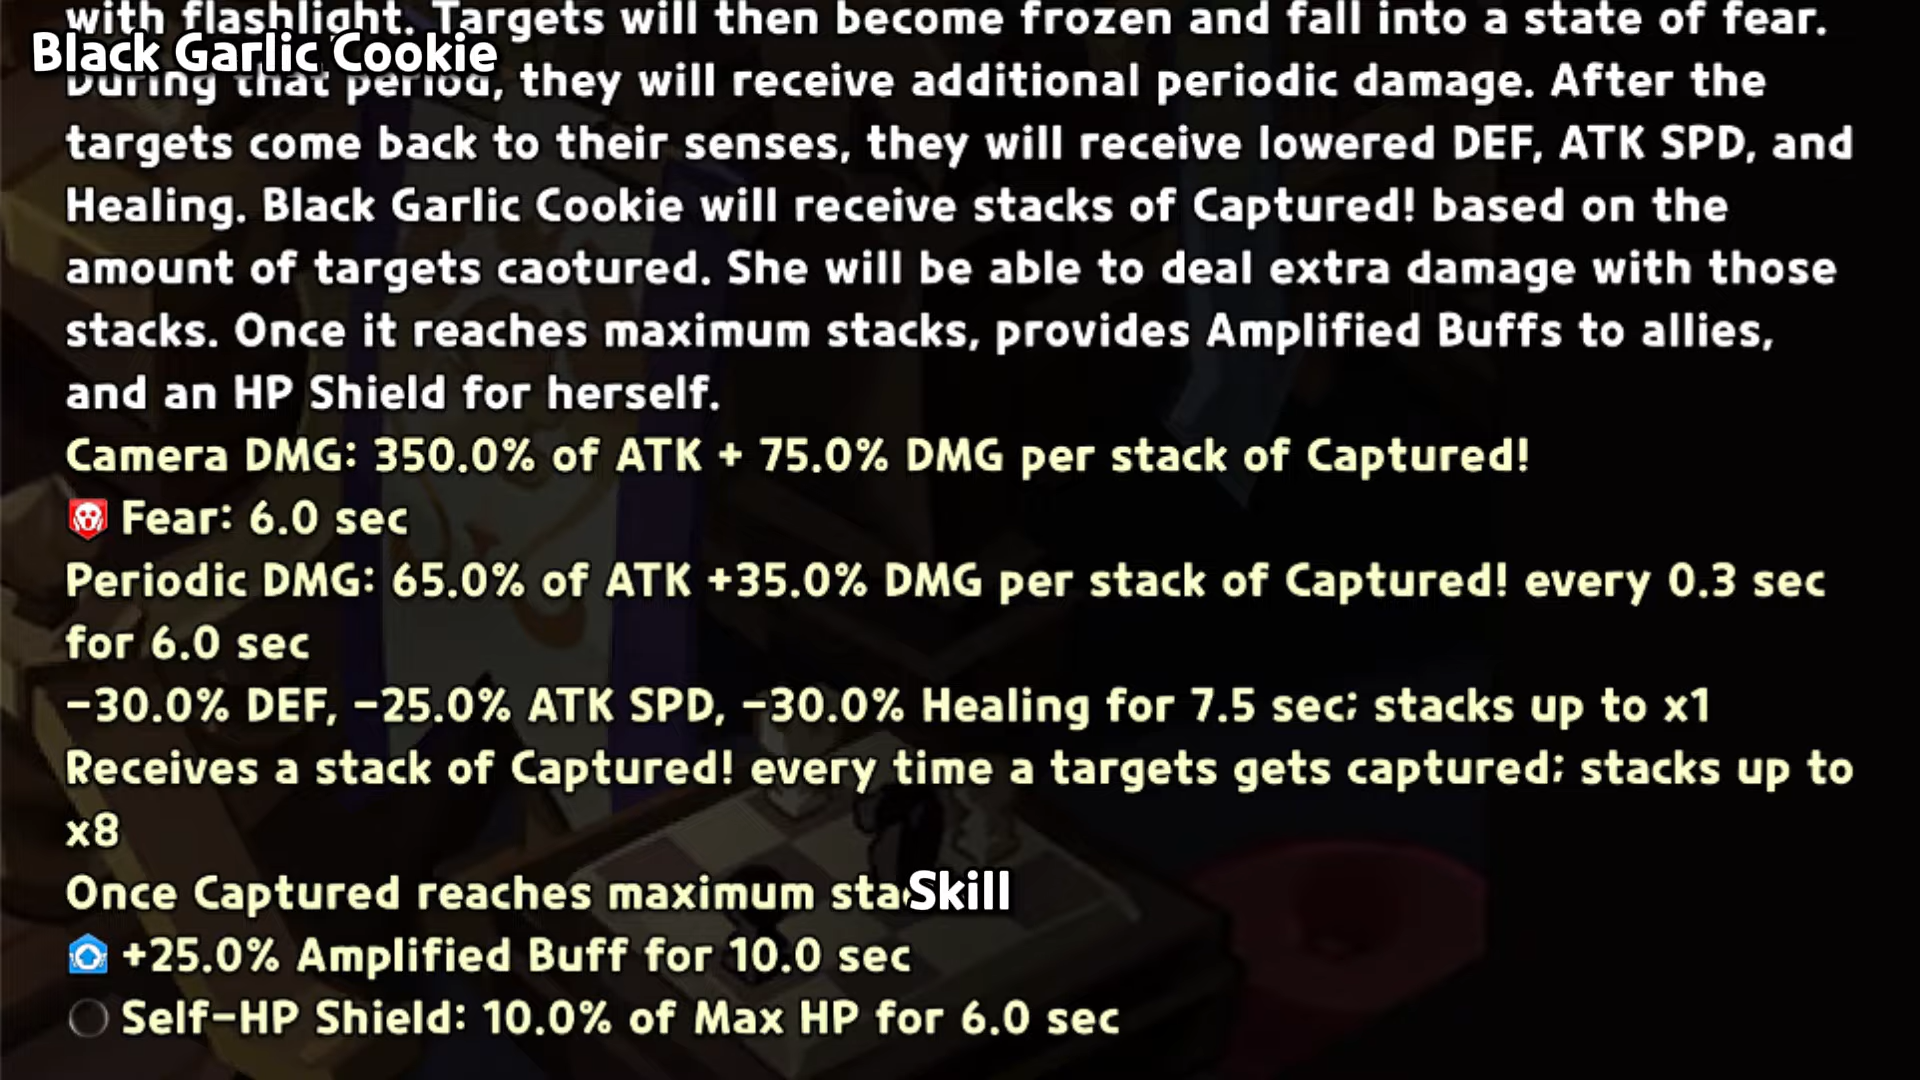 with flashlight. Targets will then become frozen and fall into a state of fear.
Black Garlic Cookie
During that period, they will receive additional periodic damage. After the
targets come back to their senses, they will receive lowered DEF, ATK SPD, and
Healing. Black Garlic Cookie will receive stacks of Captured! based on the
amount of targets caotured. She will be able to deal extra damage with those
stacks. Once it reaches maximum stacks, provides Amplified Buffs to allies,
and an HP Shield for herself.
Camera DMG: 350.0% of ATK + 75.0% DMG per stack of Captured!
Fear: 6.0 sec
Periodic DMG: 65.0% of ATK +35.0% DMG per stack of Captured! every 0.3 sec
for 6.0 sec
-30.0% DEF, -25.0% ATK SPD, -30.0% Healing for 7.5 sec; stacks up to x1
Receives a stack of Captured! every time a targets gets captured; stacks up to
x8
Once Captured reaches maximum
Skill
+25.0% Amplified Buff for 10.0 sec
Self-HP Shield: 10.0% of Max HP for 6.0 sec